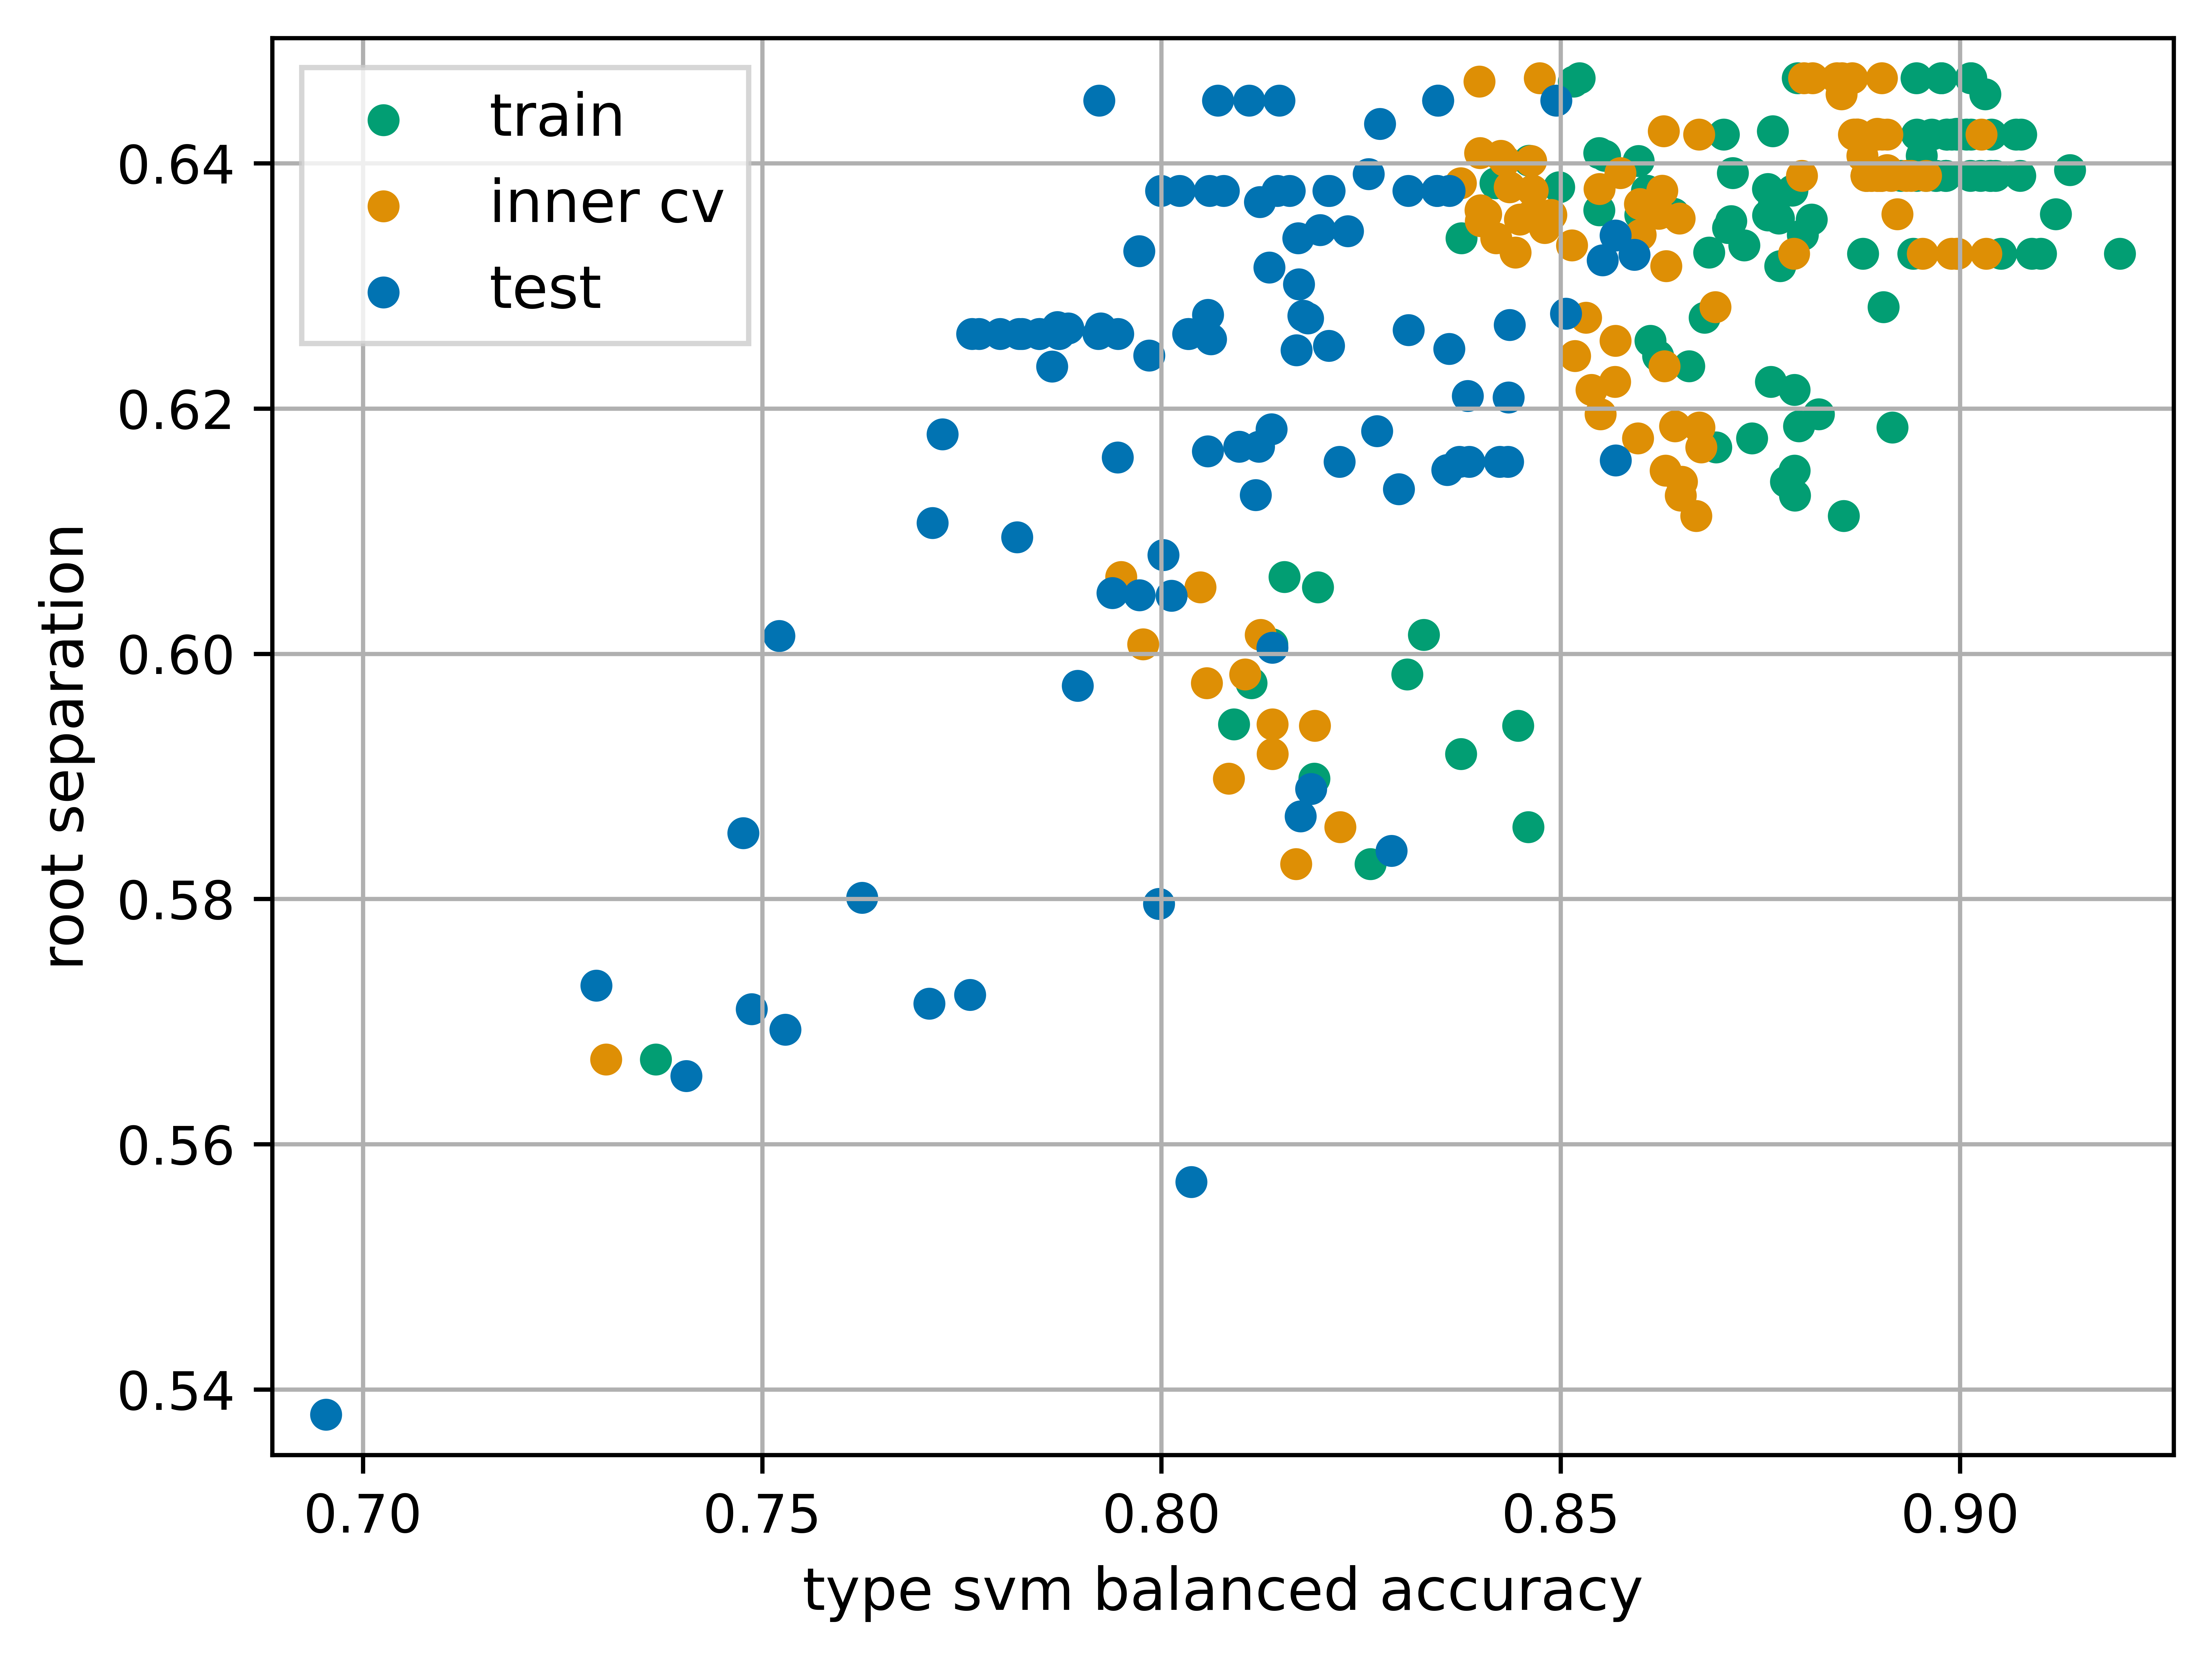 train
inner cv
test
root separation
0.64
0.62
0.60
0.58
0.56
0.54
0.70 0.75 0.80 0.85 0.90
type svm balanced accuracy